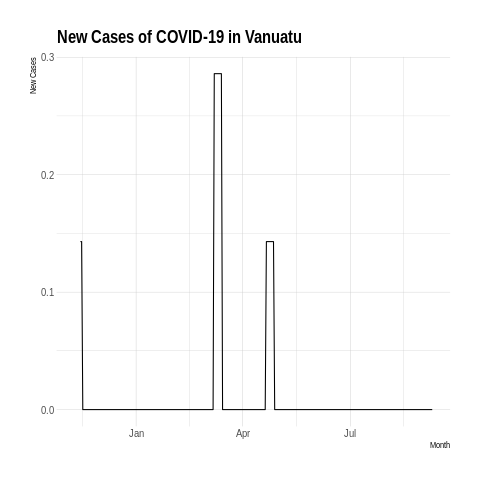 New Cases of COVID-19 in Vanuatu
New Cases
0.3
0.2
0.1
0.0
Jan Apr Jul
Month